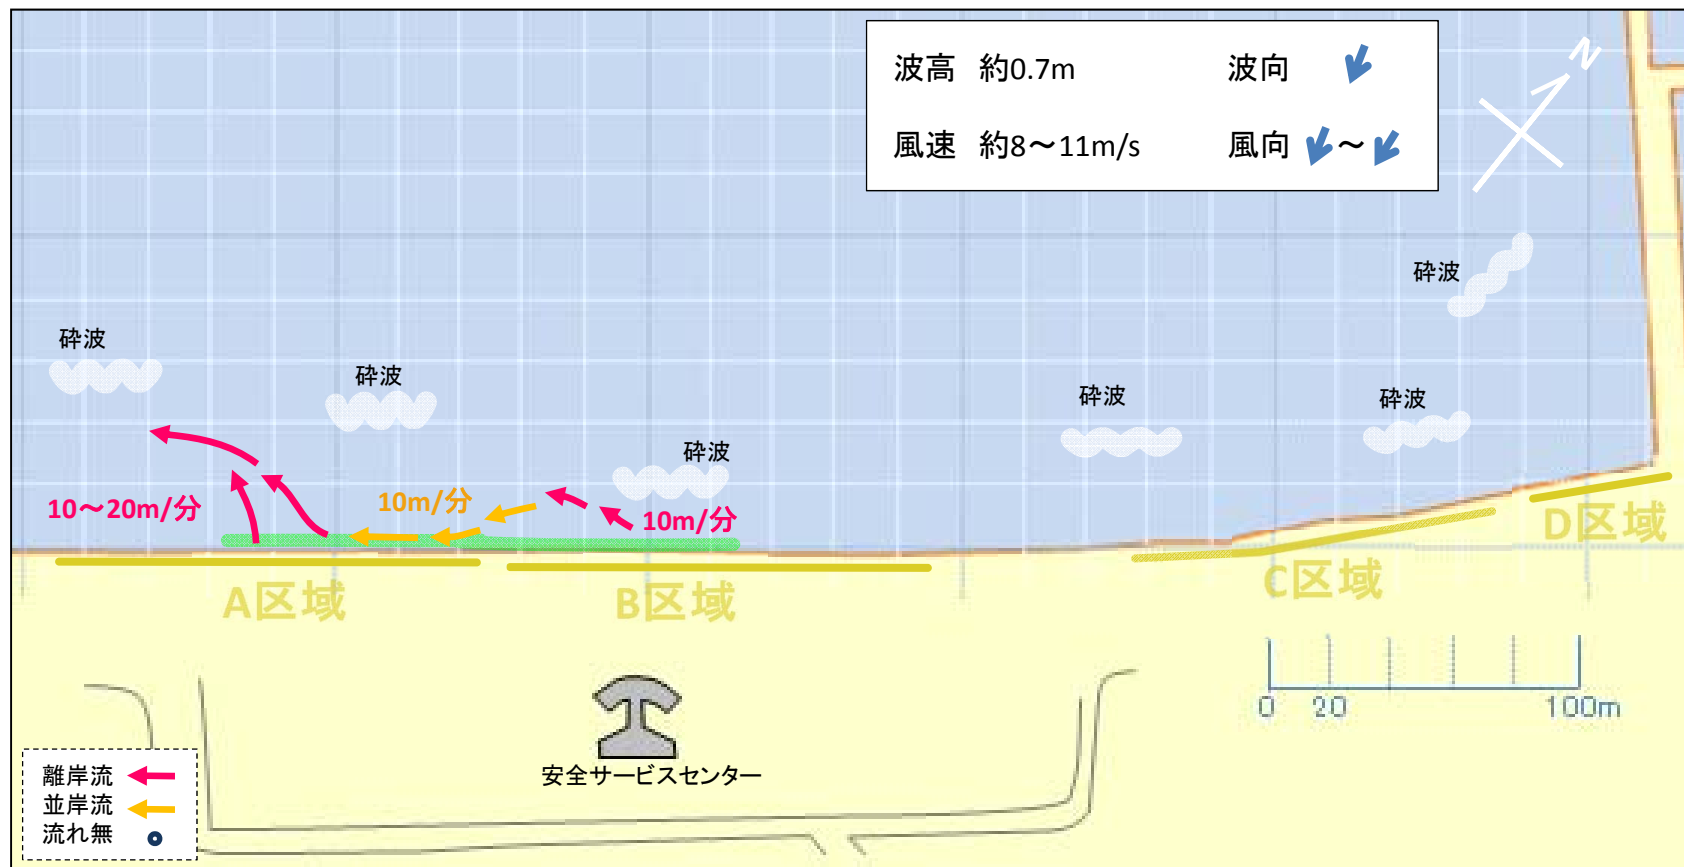 波高 約0.7m 波向
風速 約8～11m/s 風向 ～
N
砕波
砕波
砕波
砕波
砕波
砕波
10～20m/分
10m/分
10m/分
A区域
B区域
C区域
D区域
0 20 100m
安全サービスセンター
離岸流
並岸流
流れ無